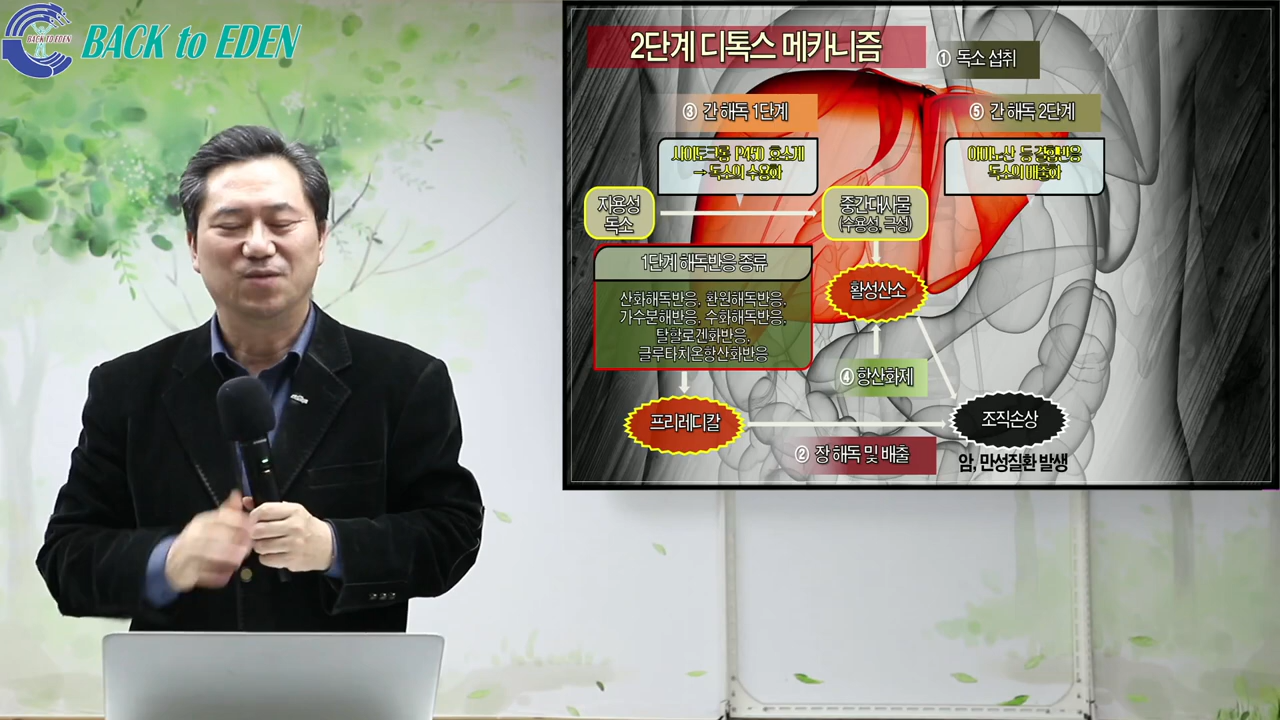 BACK to EDEN
BACK TO EDEN
2단계 디톡스 메카니즘
① 독소 섭취
③ 간 해독 1단계
⑤ 간 해독 2단계
사이토크롬 P450 효소계
→ 독소의 수용화
아미노산 등 결합반응
독소의 배출화
지용성
독소
중간대사물
(수용성, 극성)
1단계 해독반응 종류
산화해독반응, 환원해독반응,
가수분해반응, 수화해독반응,
탈할로겐화반응,
글루타치온항산화반응
활성산소
④ 항산화제
프리레디칼
조직손상
② 장 해독 및 배출
암, 만성질환 발생